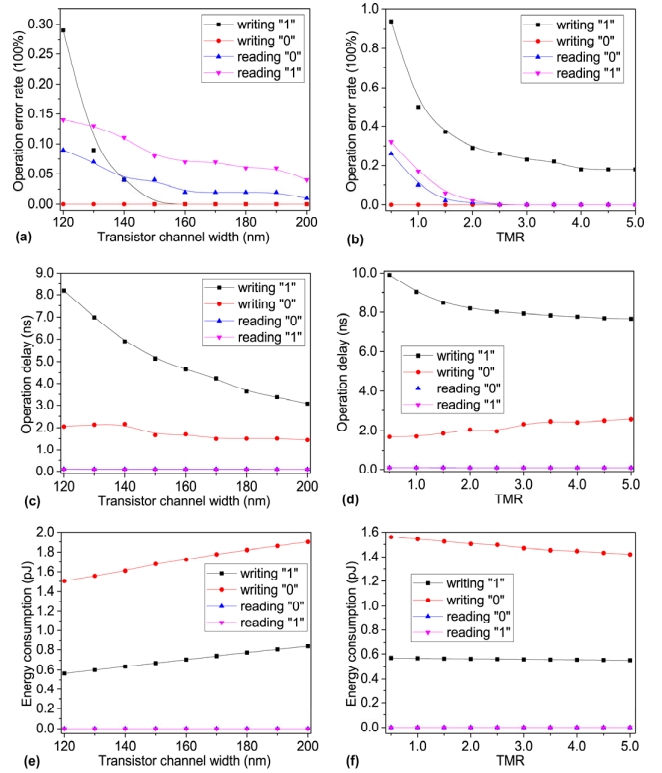 0.30
0.25
0.20
0.15
0.10
0.05
0.00
Operation error rate (100%)
writing "1"
writing "0"
reading "0"
reading "1"
120 140 160 180 200
(a) Transistor channel width (nm)
1.0
0.8
0.6
0.4
0.2
0.0
Operation error rate (100%)
writing "1"
writing "0"
reading "0"
reading "1"
1.0 2.0 3.0 4.0 5.0
(b) TMR
9.0
8.0
7.0
6.0
5.0
4.0
3.0
2.0
1.0
0.0
Operation delay (ns)
writing "1"
writing "0"
reading "0"
reading "1"
120 140 160 180 200
(c) Transistor channel width (nm)
10.0
8.0
6.0
4.0
2.0
0.0
Operation delay (ns)
writing "1"
writing "0"
reading "0"
reading "1"
1.0 2.0 3.0 4.0 5.0
(d) TMR
2.0
1.8
1.6
1.4
1.2
1.0
0.8
0.6
0.4
0.2
0.0
Energy consumption (pJ)
writing "1"
writing "0"
reading "0"
reading "1"
120 140 160 180 200
(e) Transistor channel width (nm)
1.6
1.4
1.2
1.0
0.8
0.6
0.4
0.2
0.0
Energy consumption (pJ)
writing "1"
writing "0"
reading "0"
reading "1"
1.0 2.0 3.0 4.0 5.0
(f) TMR